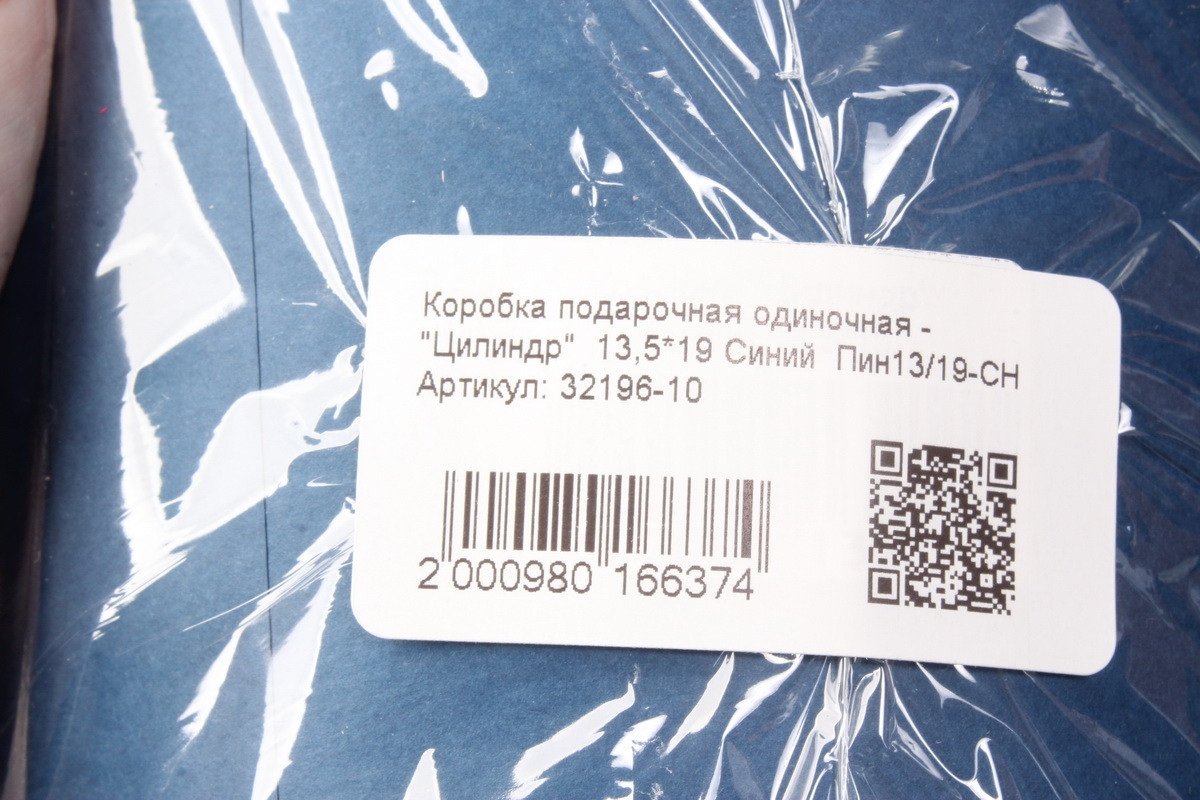 Коробка подарочная одиночная -
"Цилиндр" 13,5*19 Синий Пин13/19-СН
Артикул: 32196-10
2 000980 166374